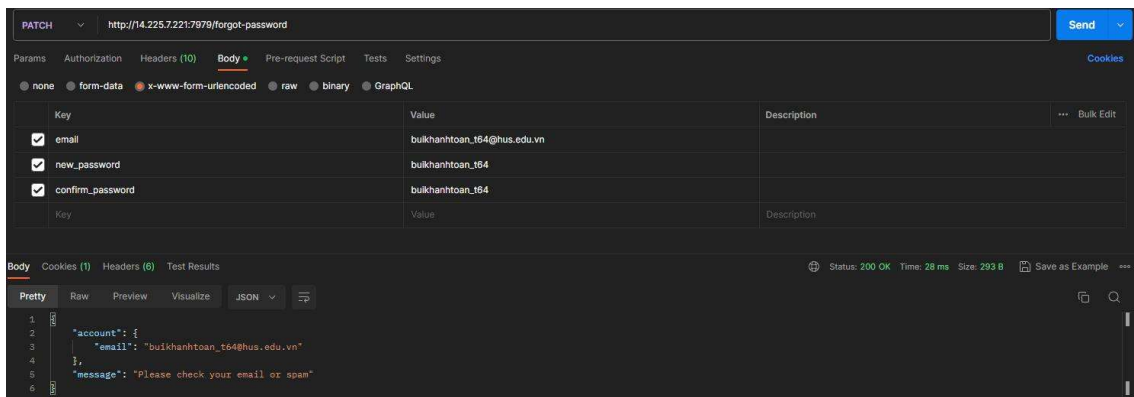 PATCH http://14.225.7.221:7979/forgot-password Send
Params Authorization Headers (10) Body Pre-request Script Tests Settings Cookies
none form-data x-www-form-urlencoded raw binary GraphQL
Key Value Description Bulk Edit
email buikhanhtoan_t64@hus.edu.vn
new_password buikhanhtoan_t64
confirm_password buikhanhtoan_t64
Key Value Description
Body Cookies (1) Headers (6) Test Results Status: 200 OK Time: 28 ms Size: 293 B Save as Example
Pretty Raw Preview Visualize JSON
1 {
2 "account": {
3 "email": "buikhanhtoan_t64@hus.edu.vn"
4 },
5 "message": "Please check your email or spam"
6 }